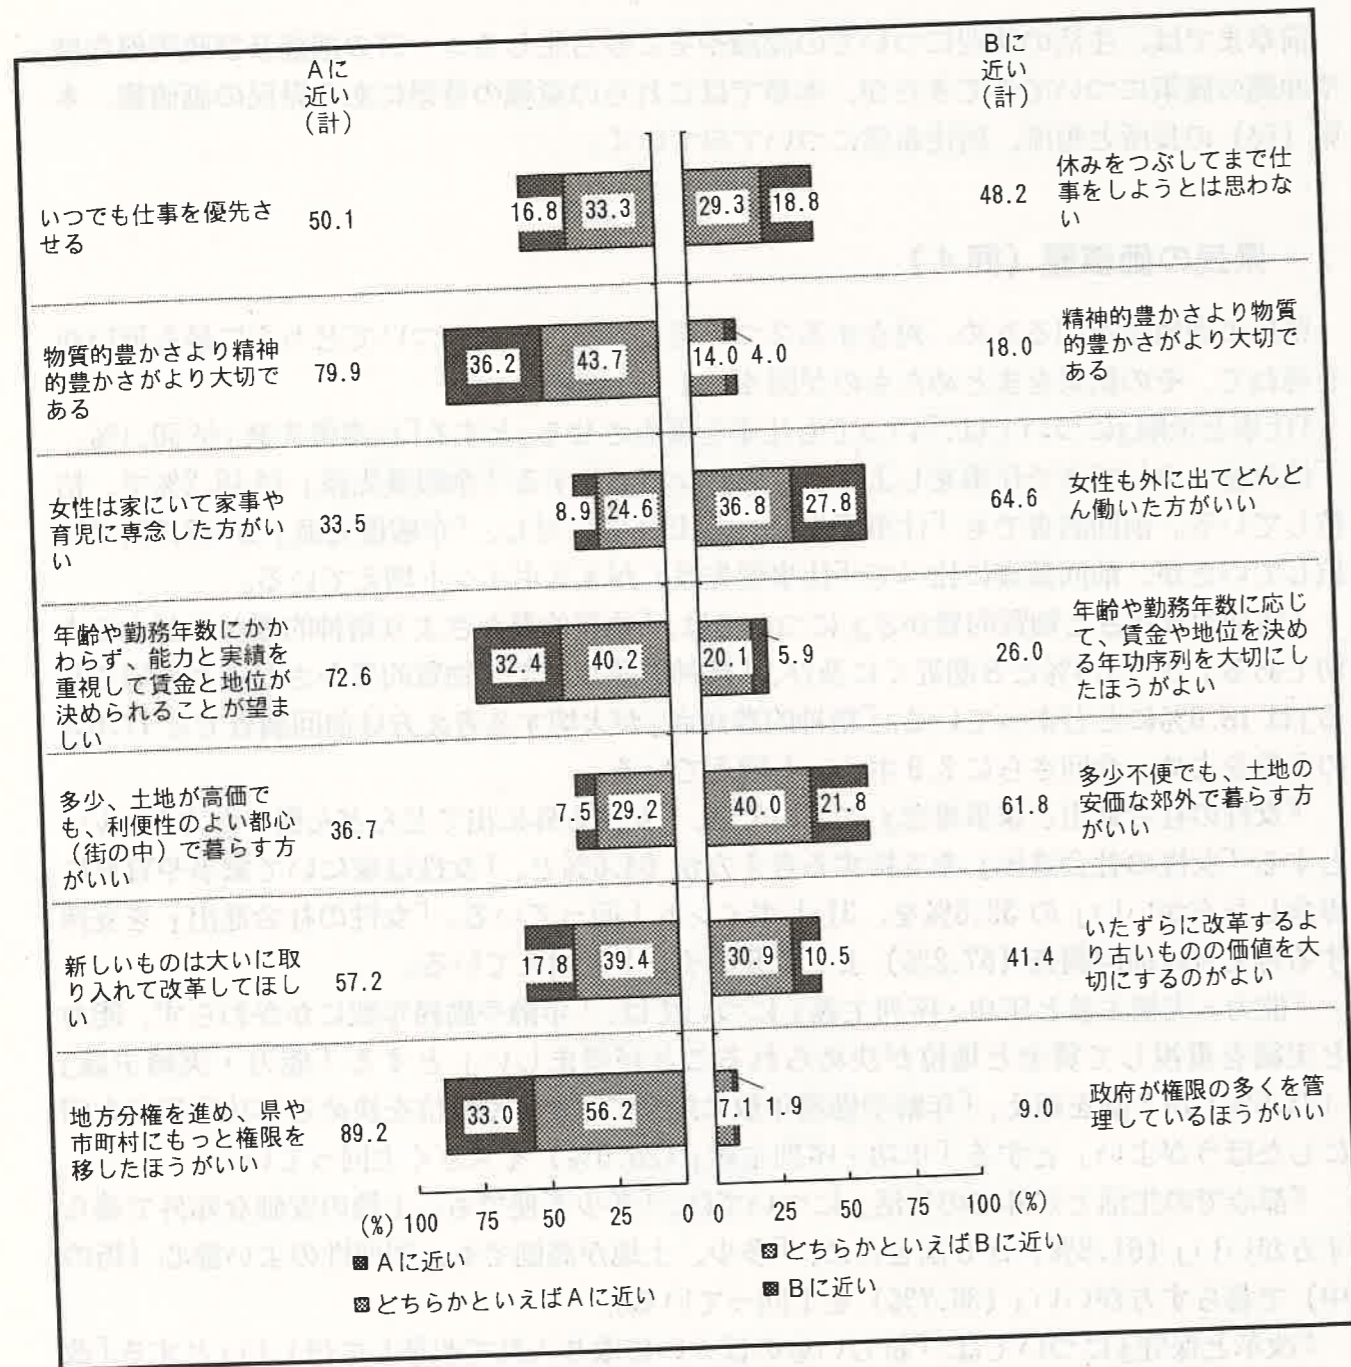 Aに
近い
(計)
Bに
近い
(計)
いつでも仕事を優先さ
せる
50.1
16.8
33.3
29.3
18.8
48.2
休みをつぶしてまで仕
事をしようとは思わな
い
物質的豊かさより精神
的豊かさがより大切で
ある
79.9
36.2
43.7
14.0
4.0
18.0
精神的豊かさより物質
的豊かさがより大切で
ある
女性は家にいて家事や
育児に専念した方がい
い
33.5
8.9
24.6
36.8
27.8
64.6
女性も外に出てどんど
ん働いた方がいい
年齢や勤務年数にかか
わらず、能力と実績を
重視して賃金と地位が
決められることが望ま
しい
72.6
32.4
40.2
20.1
5.9
26.0
年齢や勤務年数に応じ
て、賃金や地位を決め
る年功序列を大切にし
たほうがよい
多少、土地が高価で
も、利便性のよい都心
(街の中)で暮らす方
がいい
36.7
7.5
29.2
40.0
21.8
61.8
多少不便でも、土地の
安価な郊外で暮らす方
がいい
新しいものは大いに取
り入れて改革してほし
い
57.2
17.8
39.4
30.9
10.5
41.4
いたずらに改革するよ
り古いものの価値を大
切にするのがよい
地方分権を進め、県や
市町村にもっと権限を
移したほうがいい
89.2
33.0
56.2
7.1
1.9
9.0
政府が権限の多くを管
理しているほうがいい
(%) 100 75 50 25 0 0 25 50 75 100 (%)
Aに近い
どちらかといえばAに近い
どちらかといえばBに近い
Bに近い